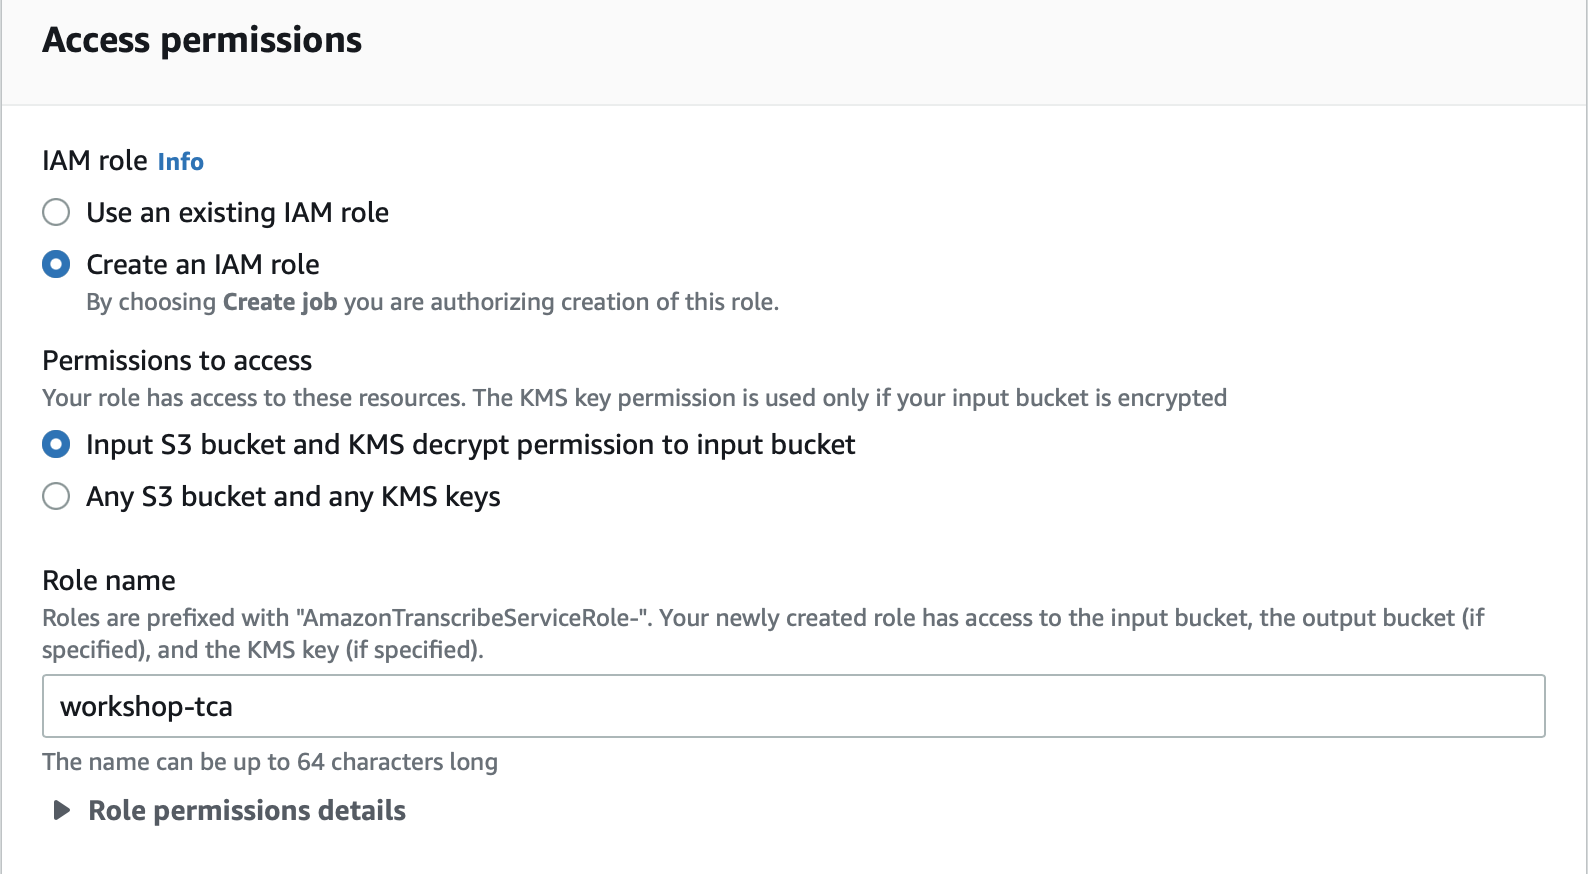 Access permissions
IAM role Info
Use an existing IAM role
Create an IAM role
By choosing Create job you are authorizing creation of this role.
Permissions to access
Your role has access to these resources. The KMS key permission is used only if your input bucket is encrypted
Input S3 bucket and KMS decrypt permission to input bucket
Any S3 bucket and any KMS keys
Role name
Roles are prefixed with "AmazonTranscribeServiceRole-". Your newly created role has access to the input bucket, the output bucket (if
specified), and the KMS key (if specified).
workshop-tca
The name can be up to 64 characters long
Role permissions details